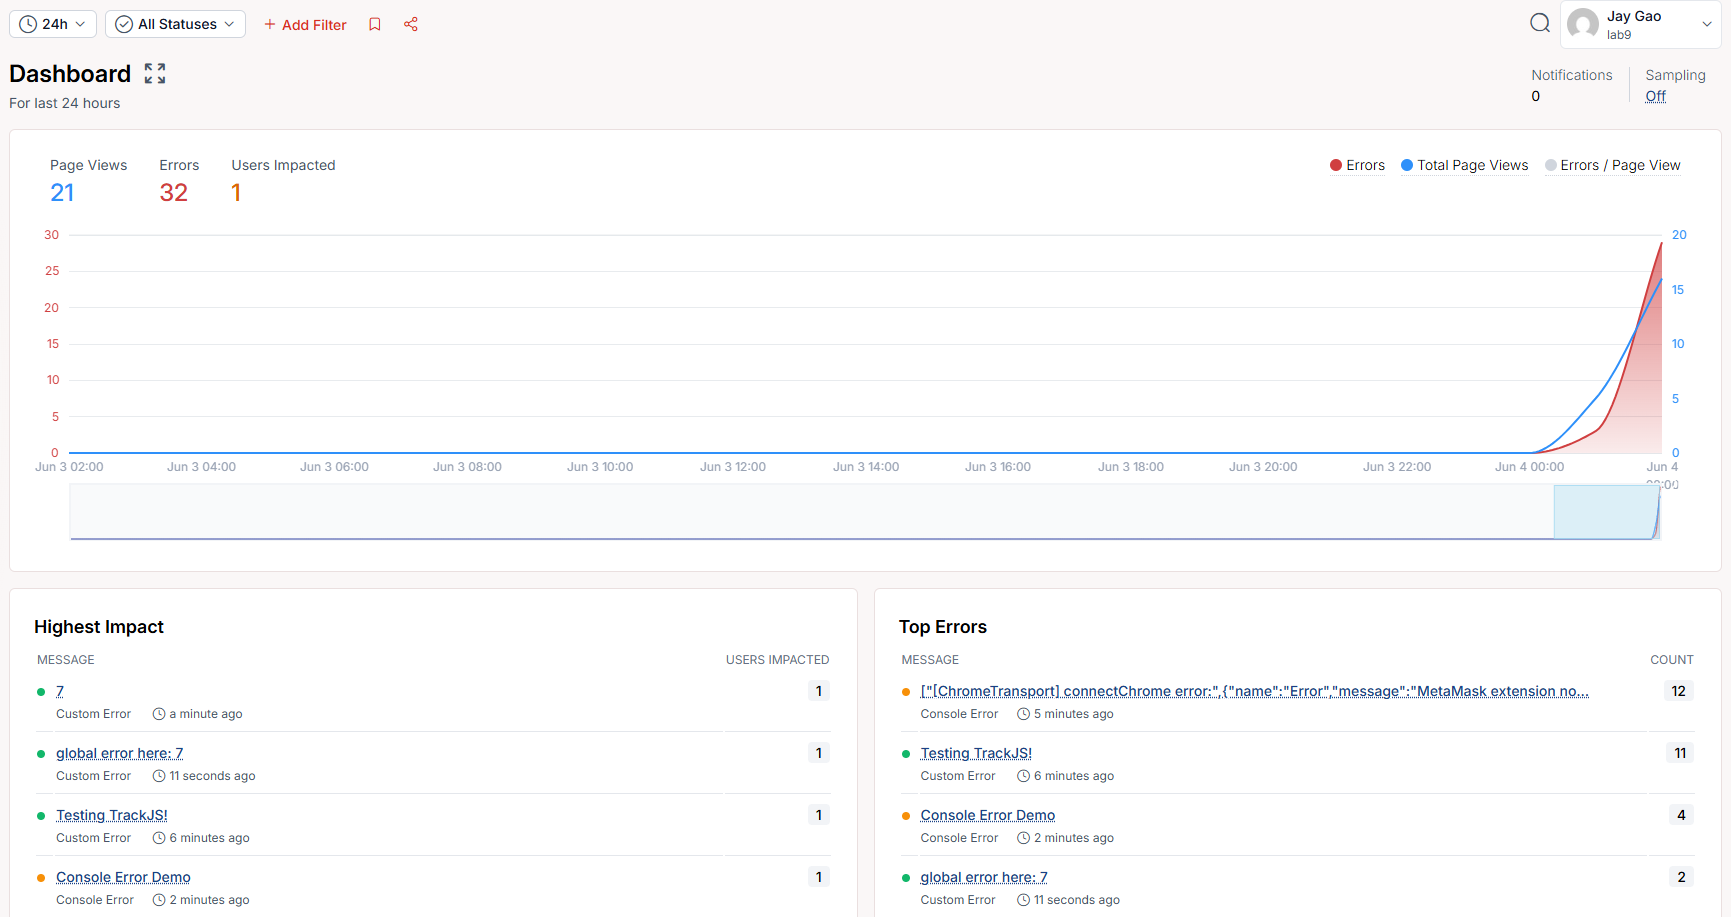 24h
All Statuses
+ Add Filter
Jay Gao
lab9
Dashboard
For last 24 hours
Notifications
0
Sampling
Off
Page Views
21
Errors
32
Users Impacted
1
Errors
Total Page Views
Errors / Page View
30
25
20
15
10
5
0
20
15
10
5
0
Jun 3 02:00
Jun 3 04:00
Jun 3 06:00
Jun 3 08:00
Jun 3 10:00
Jun 3 12:00
Jun 3 14:00
Jun 3 16:00
Jun 3 18:00
Jun 3 20:00
Jun 3 22:00
Jun 4 00:00
Jun 4
Highest Impact
MESSAGE
USERS IMPACTED
7
1
Custom Error
a minute ago
global error here: 7
1
Custom Error
11 seconds ago
Testing TrackJS!
1
Custom Error
6 minutes ago
Console Error Demo
1
Console Error
2 minutes ago
Top Errors
MESSAGE
COUNT
["[ChromeTransport] connectChrome error:",{"name":"Error","message":"MetaMask extension no...
12
Console Error
5 minutes ago
Testing TrackJS!
11
Custom Error
6 minutes ago
Console Error Demo
4
Console Error
2 minutes ago
global error here: 7
2
Custom Error
11 seconds ago